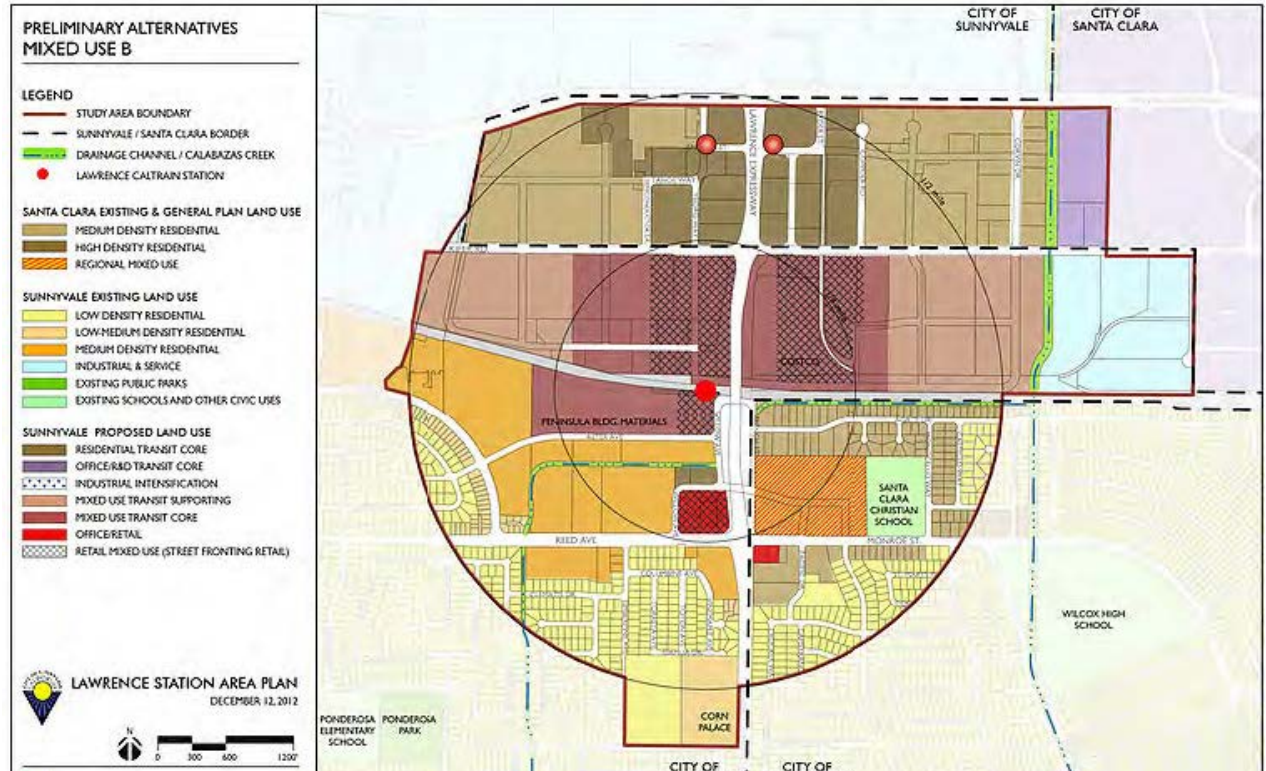 PRELIMINARY ALTERNATIVES
MIXED USE B
LEGEND
STUDY AREA BOUNDARY
SUNNYVALE / SANTA CLARA BORDER
DRAINAGE CHANNEL / CALABAZAS CREEK
LAWRENCE CALTRAIN STATION
SANTA CLARA EXISTING & GENERAL PLAN LAND USE
MEDIUM DENSITY RESIDENTIAL
HIGH DENSITY RESIDENTIAL
REGIONAL MIXED USE
SUNNYVALE EXISTING LAND USE
LOW DENSITY RESIDENTIAL
LOW-MEDIUM DENSITY RESIDENTIAL
MEDIUM DENSITY RESIDENTIAL
INDUSTRIAL & SERVICE
EXISTING PUBLIC PARKS
EXISTING SCHOOLS AND OTHER CIVIC USES
SUNNYVALE PROPOSED LAND USE
RESIDENTIAL TRANSIT CORE
OFFICE/R&D TRANSIT CORE
INDUSTRIAL INTENSIFICATION
MIXED USE TRANSIT SUPPORTING
MIXED USE TRANSIT CORE
OFFICE/RETAIL
RETAIL MIXED USE (STREET FRONTING RETAIL)
LAWRENCE STATION AREA PLAN
DECEMBER 12, 2012
N
0 300 600 1200'
CITY OF
SUNNYVALE
CITY OF
SANTA CLARA
LAWRENCE EXPRESSWAY
1/2 mile
KIFER RD
COSTCO
PENINSULA BLDG. MATERIALS
SANTA
CLARA
CHRISTIAN
SCHOOL
REED AVE
MONROE ST.
WILCOX HIGH
SCHOOL
PONDEROSA
ELEMENTARY
SCHOOL
PONDEROSA
PARK
CORN
PALACE
CITY OF
CITY OF